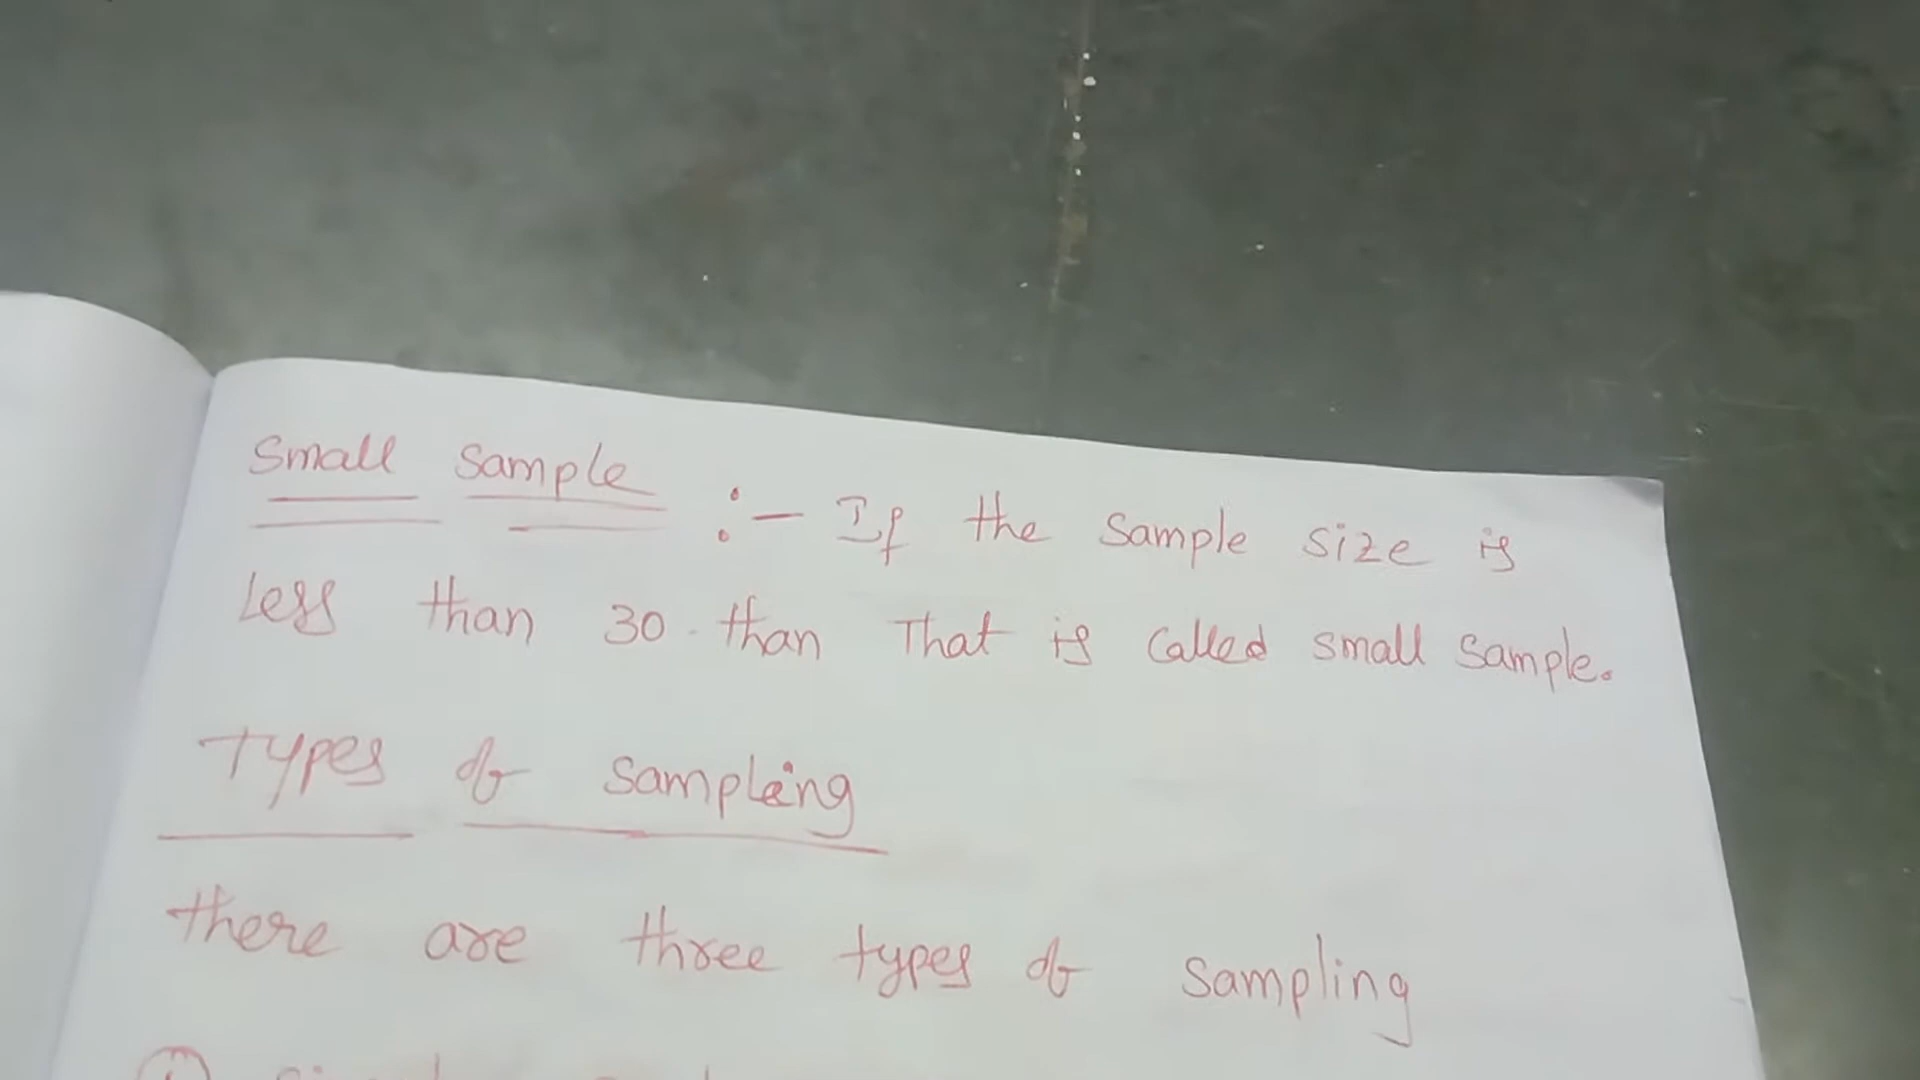 Small Sample :- If the Sample size is
Less than 30 than That is called small sample.
Types of sampling
there are three types of sampling